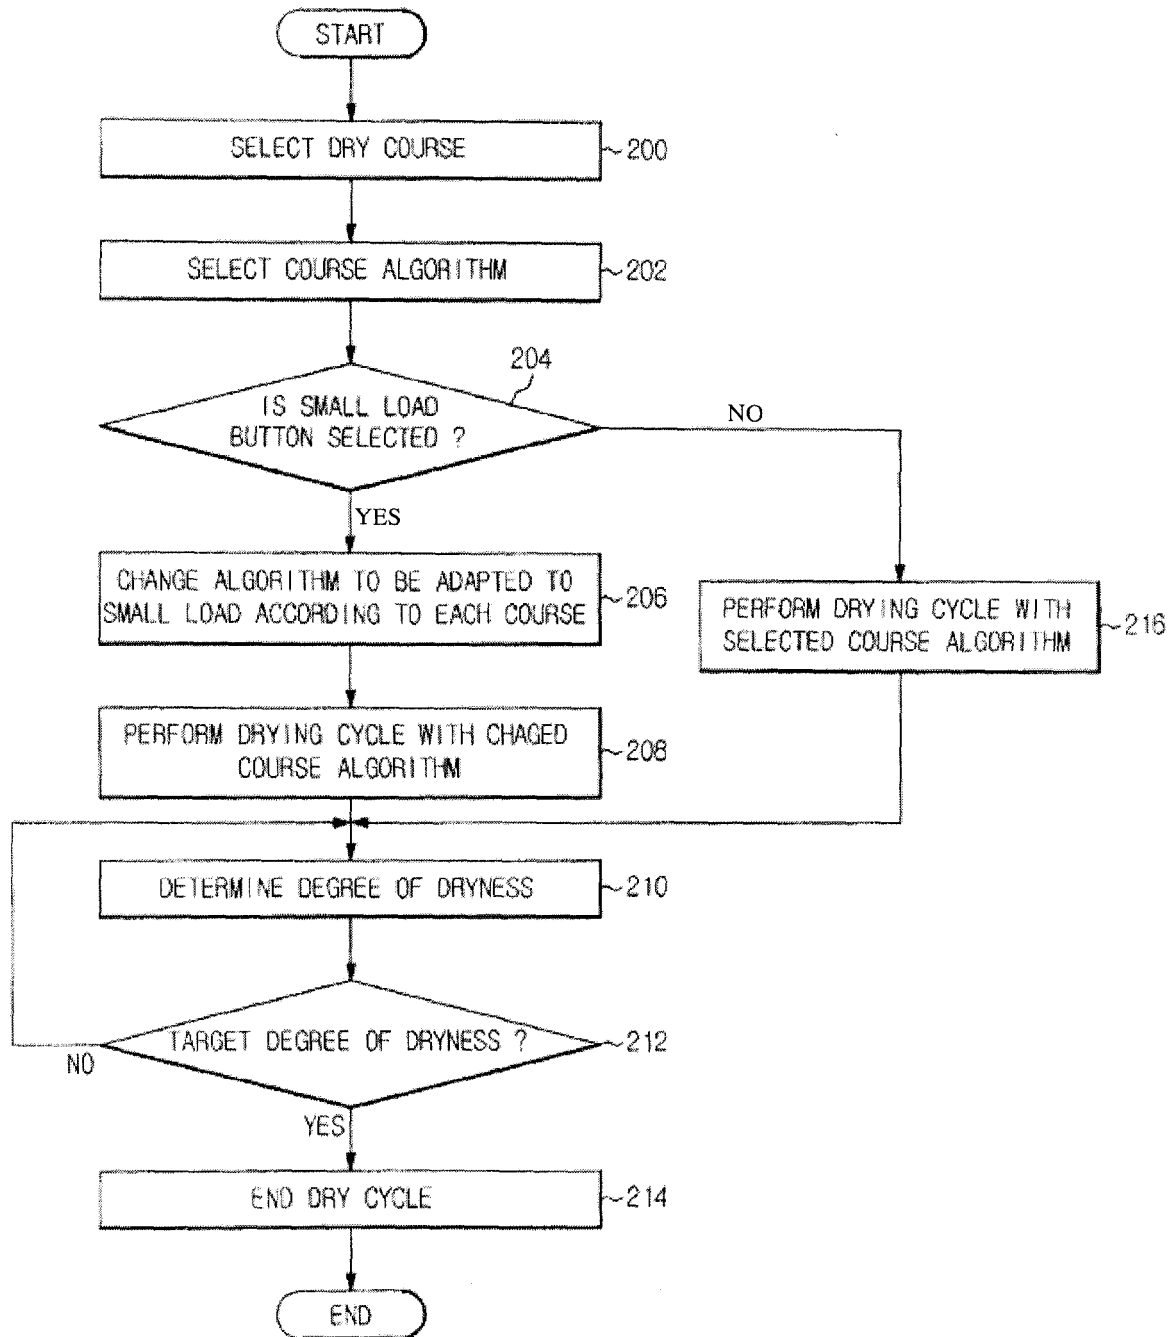 START
SELECT DRY COURSE
200
SELECT COURSE ALGORITHM
202
204
IS SMALL LOAD
BUTTON SELECTED ?
NO
YES
CHANGE ALGORITHM TO BE ADAPTED TO
SMALL LOAD ACCORDING TO EACH COURSE
206
PERFORM DRYING CYCLE WITH
SELECTED COURSE ALGORITHM
216
PERFORM DRYING CYCLE WITH CHAGED
COURSE ALGORITHM
208
DETERMINE DEGREE OF DRYNESS
210
TARGET DEGREE OF DRYNESS ?
212
NO
YES
END DRY CYCLE
214
END